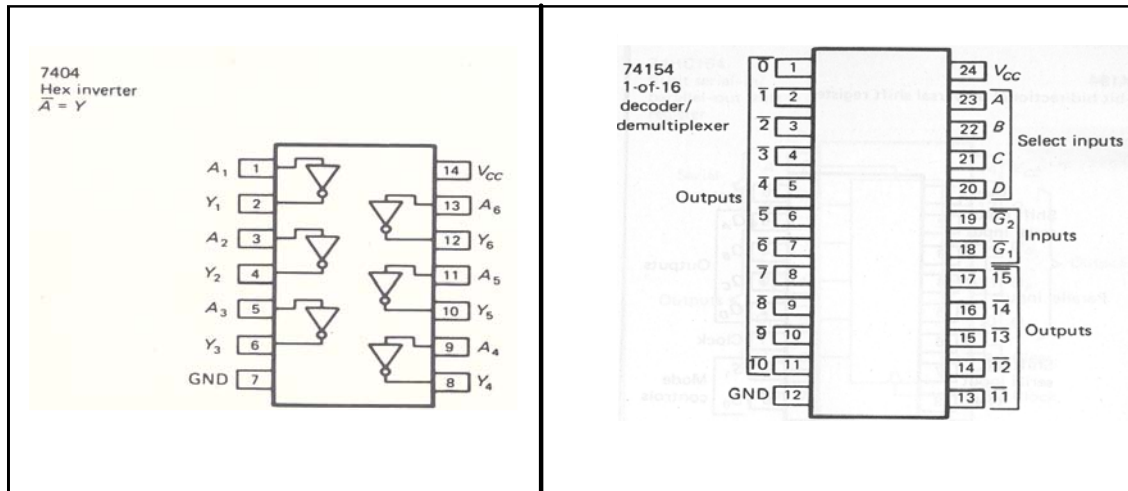 7404
Hex inverter
A̅ = Y
A₁ 1
Y₁ 2
A₂ 3
Y₂ 4
A₃ 5
Y₃ 6
GND 7
14 V_CC
13 A₆
12 Y₆
11 A₅
10 Y₅
9 A₄
8 Y₄
74154
1-of-16
decoder/
demultiplexer
Outputs
0̅ 1
1̅ 2
2̅ 3
3̅ 4
4̅ 5
5̅ 6
6̅ 7
7̅ 8
8̅ 9
9̅ 10
1̅0̅ 11
GND 12
24 V_CC
23 A
22 B
21 C
20 D
Select inputs
19 G̅₂
18 G̅₁
Inputs
17 1̅5̅
16 1̅4̅
15 1̅3̅
14 1̅2̅
13 1̅1̅
Outputs